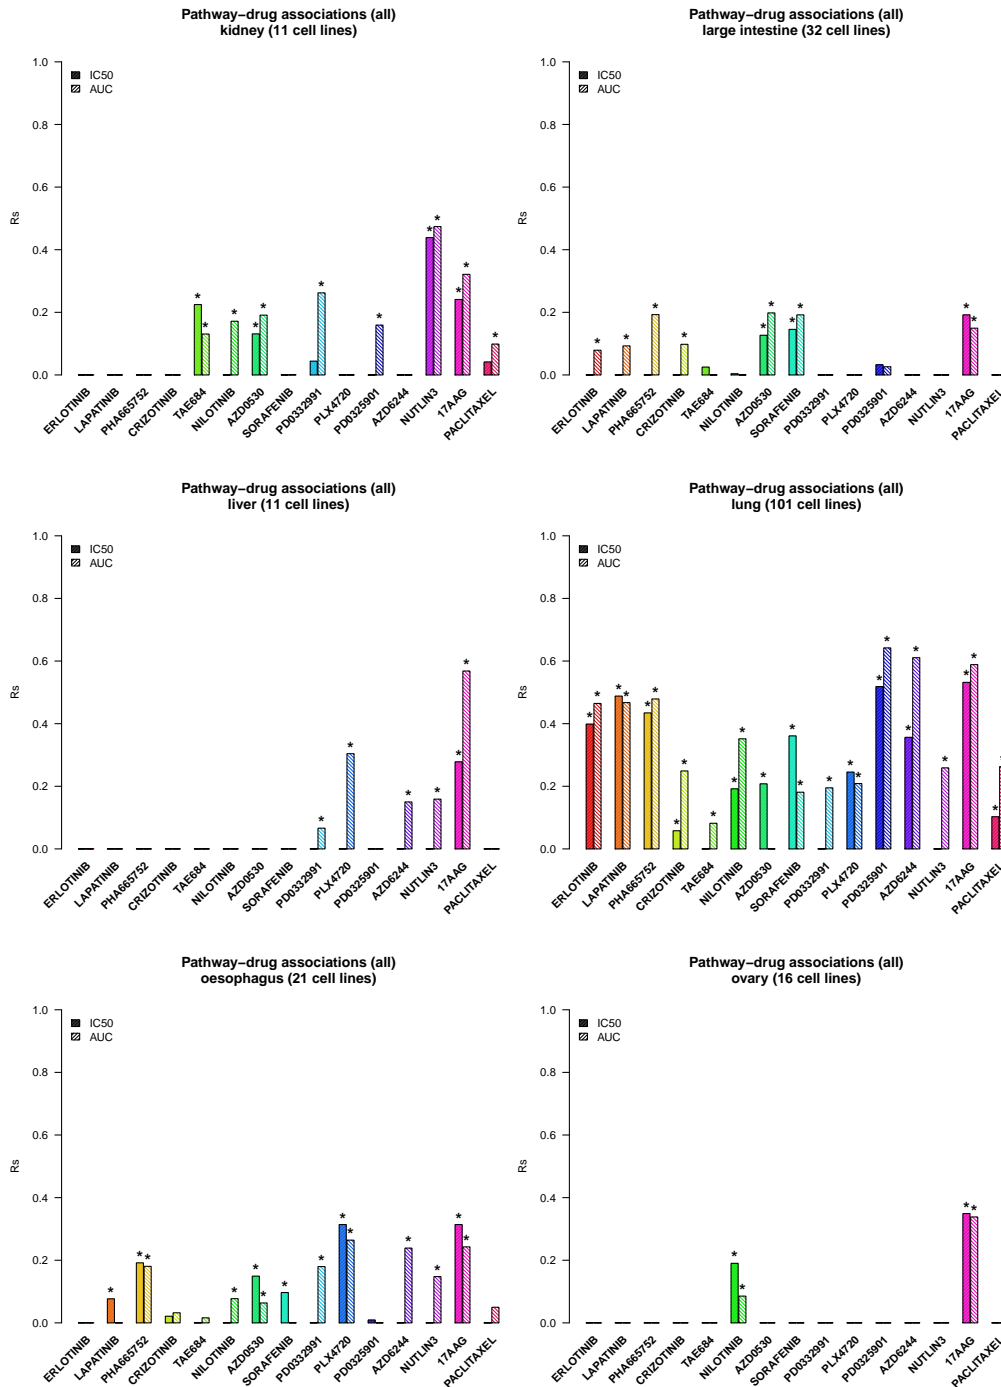 Pathway−drug associations (all)
kidney (11 cell lines)
IC50
AUC
Rs
1.0
0.8
0.6
0.4
0.2
0.0
* * * * * * * * * * * *
ERLOTINIB
LAPATINIB
PHA665752
CRIZOTINIB
TAE684
NILOTINIB
AZD0530
SORAFENIB
PD0332991
PLX4720
PD0325901
AZD6244
NUTLIN3
17AAG
PACLITAXEL
Pathway−drug associations (all)
large intestine (32 cell lines)
IC50
AUC
Rs
1.0
0.8
0.6
0.4
0.2
0.0
* * * * * * * * * *
ERLOTINIB
LAPATINIB
PHA665752
CRIZOTINIB
TAE684
NILOTINIB
AZD0530
SORAFENIB
PD0332991
PLX4720
PD0325901
AZD6244
NUTLIN3
17AAG
PACLITAXEL
Pathway−drug associations (all)
liver (11 cell lines)
IC50
AUC
Rs
1.0
0.8
0.6
0.4
0.2
0.0
* * * * * *
ERLOTINIB
LAPATINIB
PHA665752
CRIZOTINIB
TAE684
NILOTINIB
AZD0530
SORAFENIB
PD0332991
PLX4720
PD0325901
AZD6244
NUTLIN3
17AAG
PACLITAXEL
Pathway−drug associations (all)
lung (101 cell lines)
IC50
AUC
Rs
1.0
0.8
0.6
0.4
0.2
0.0
* * * * * * * * * * * * * * * * * * * * * * * * * *
ERLOTINIB
LAPATINIB
PHA665752
CRIZOTINIB
TAE684
NILOTINIB
AZD0530
SORAFENIB
PD0332991
PLX4720
PD0325901
AZD6244
NUTLIN3
17AAG
PACLITAXEL
Pathway−drug associations (all)
oesophagus (21 cell lines)
IC50
AUC
Rs
1.0
0.8
0.6
0.4
0.2
0.0
* * * * * * * * * * * * * *
ERLOTINIB
LAPATINIB
PHA665752
CRIZOTINIB
TAE684
NILOTINIB
AZD0530
SORAFENIB
PD0332991
PLX4720
PD0325901
AZD6244
NUTLIN3
17AAG
PACLITAXEL
Pathway−drug associations (all)
ovary (16 cell lines)
IC50
AUC
Rs
1.0
0.8
0.6
0.4
0.2
0.0
* * * *
ERLOTINIB
LAPATINIB
PHA665752
CRIZOTINIB
TAE684
NILOTINIB
AZD0530
SORAFENIB
PD0332991
PLX4720
PD0325901
AZD6244
NUTLIN3
17AAG
PACLITAXEL